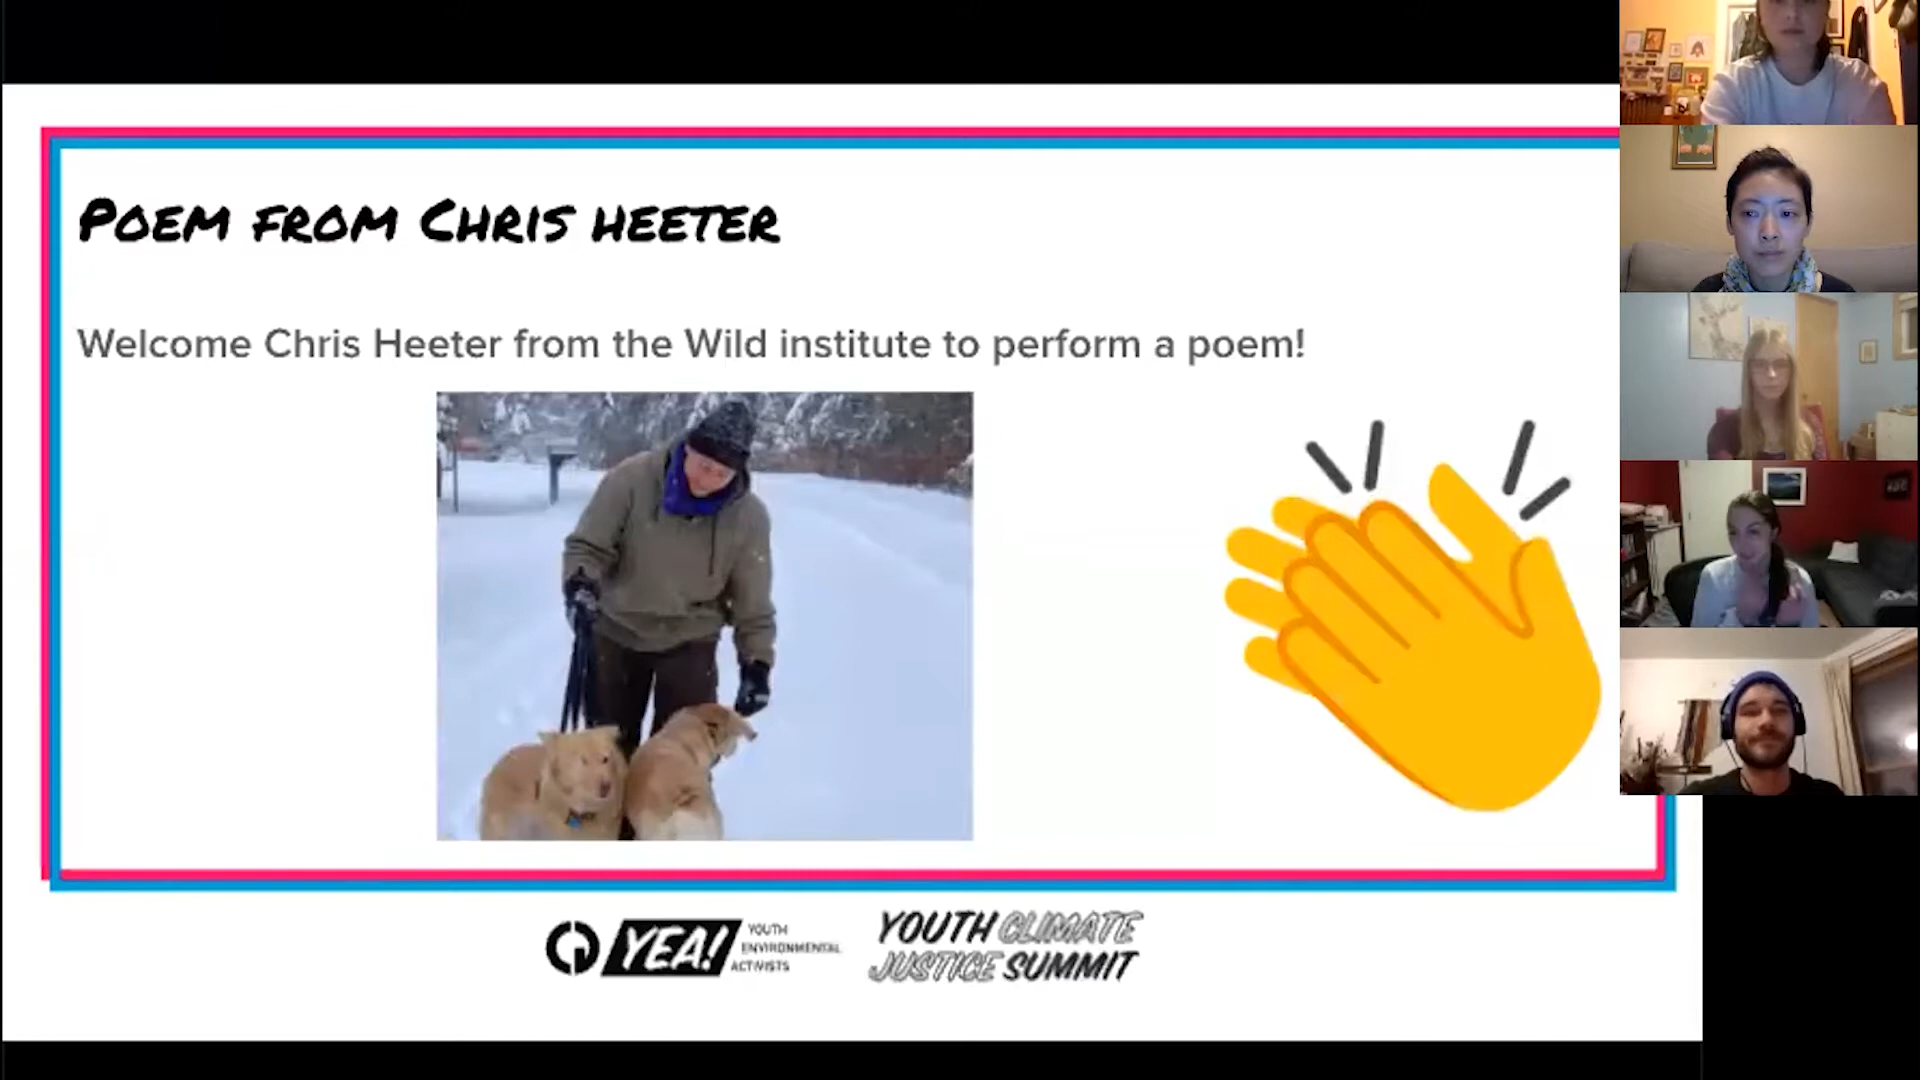 Poem from Chris Heeter
Welcome Chris Heeter from the Wild institute to perform a poem!
YEA!
YOUTH
ENVIRONMENTAL
ACTIVISTS
YOUTH CLIMATE
JUSTICE SUMMIT